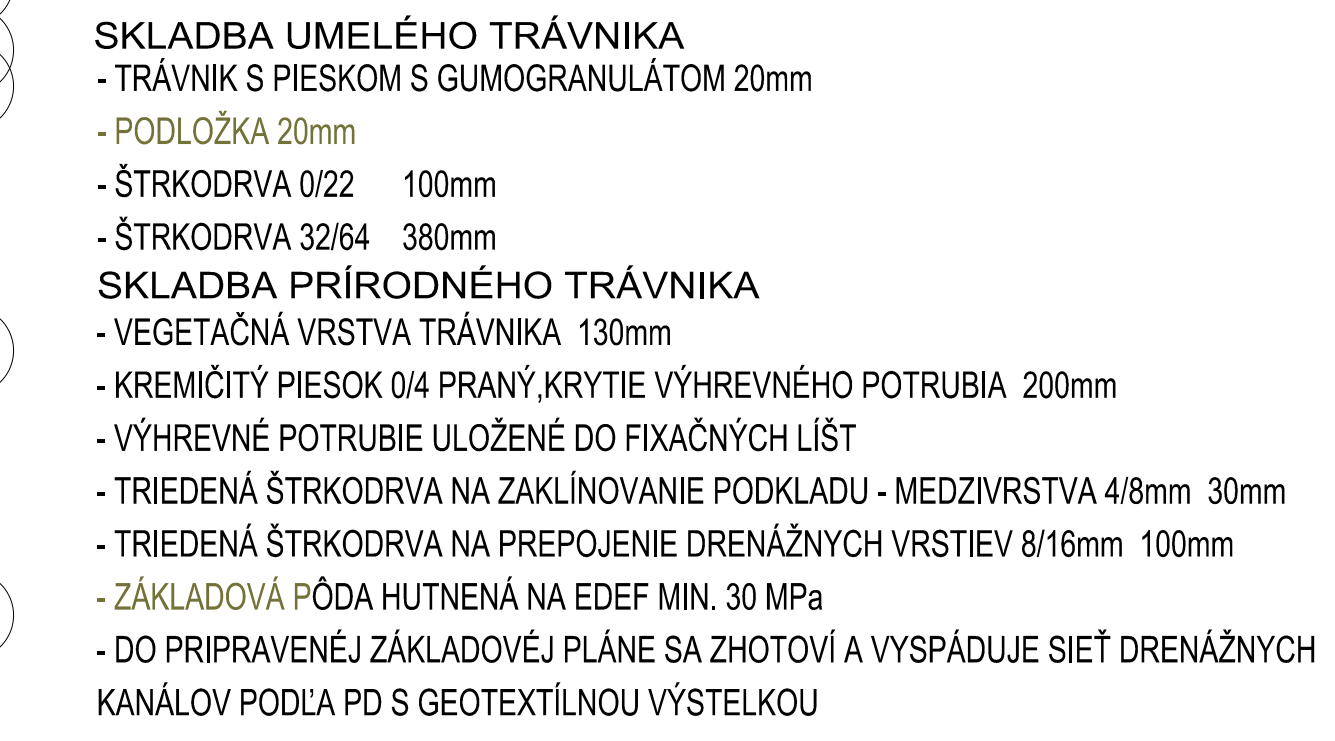 SKLADBA UMELÉHO TRÁVNIKA
- TRÁVNIK S PIESKOM S GUMOGRANULÁTOM 20mm
- PODLOŽKA 20mm
- ŠTRKODRVA 0/22 100mm
- ŠTRKODRVA 32/64 380mm
SKLADBA PRÍRODNÉHO TRÁVNIKA
- VEGETAČNÁ VRSTVA TRÁVNIKA 130mm
- KREMIČITÝ PIESOK 0/4 PRANÝ,KRYTIE VÝHREVNÉHO POTRUBIA 200mm
- VÝHREVNÉ POTRUBIE ULOŽENÉ DO FIXAČNÝCH LÍŠT
- TRIEDENÁ ŠTRKODRVA NA ZAKLÍNOVANIE PODKLADU - MEDZIVRSTVA 4/8mm 30mm
- TRIEDENÁ ŠTRKODRVA NA PREPOJENIE DRENÁŽNYCH VRSTIEV 8/16mm 100mm
- ZÁKLADOVÁ PÔDA HUTNENÁ NA EDEF MIN. 30 MPa
- DO PRIPRAVENÉJ ZÁKLADOVÉJ PLÁNE SA ZHOTOVÍ A VYSPÁDUJE SIEŤ DRENÁŽNYCH
KANÁLOV PODĽA PD S GEOTEXTÍLNOU VÝSTELKOU